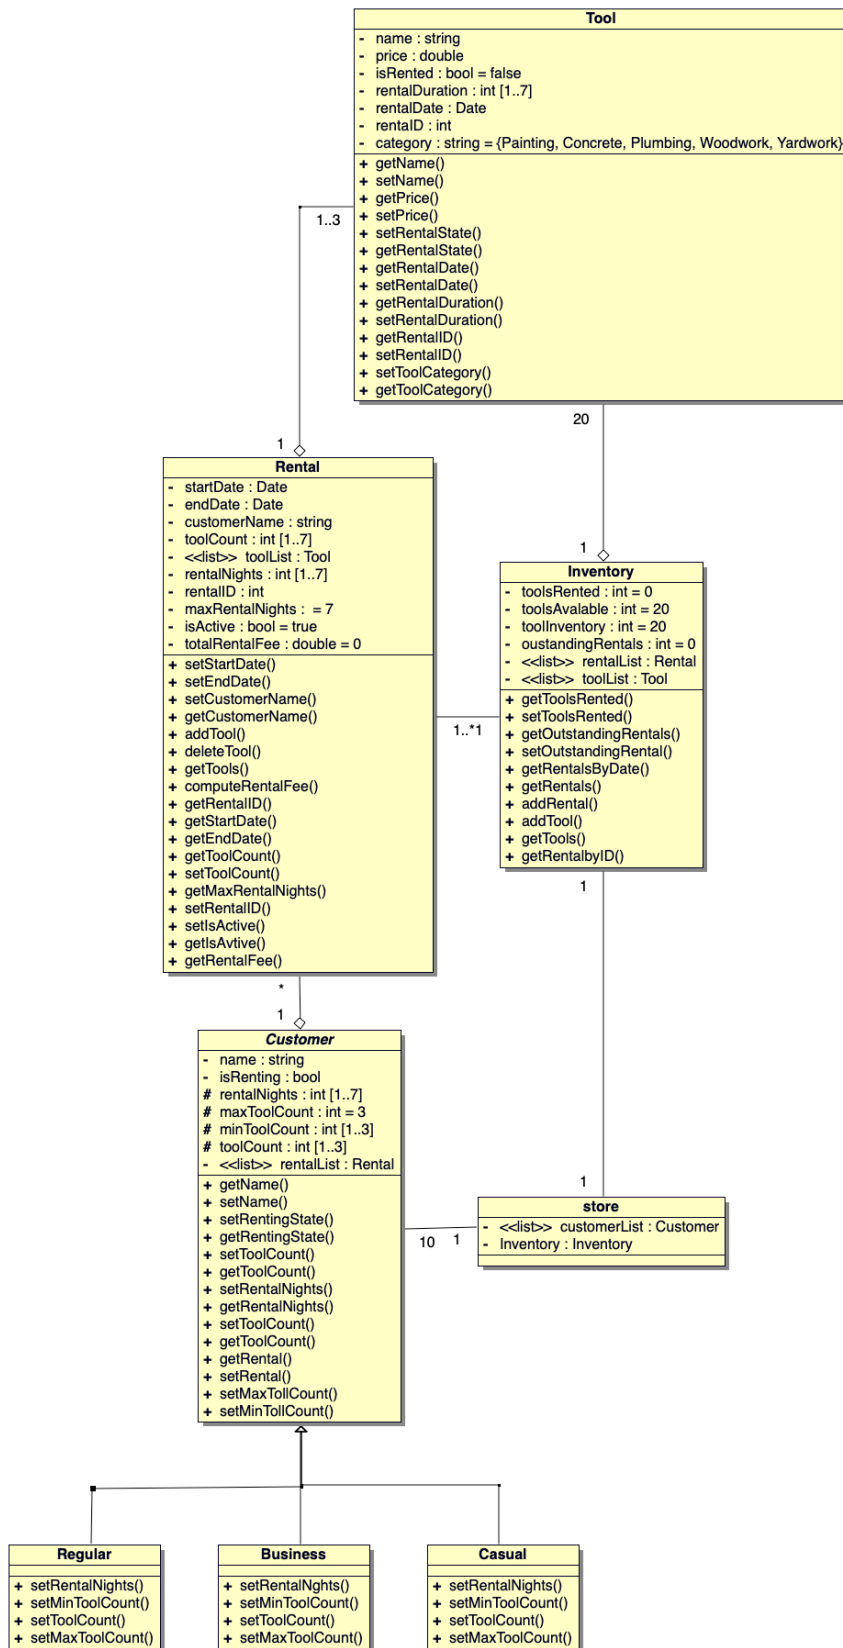 Tool
- name : string
- price : double
- isRented : bool = false
- rentalDuration : int [1..7]
- rentalDate : Date
- rentalD : int
- category : string = {Painting, Concrete, Plumbing, Woodwork, Yardwork}
+ getName()
+ setName()
+ getPrice()
+ setPrice()
+ setRentalState()
+ getRentalState()
+ getRentalDate()
+ setRentalDate()
+ getRentalDuration()
+ setRentalDuration()
+ getRentalID()
+ setRentalID()
+ setToolCategory()
+ getToolCategory()
1..3
1
20
1
Rental
- startDate : Date
- endDate : Date
- customerName : string
- toolCount : int [1..7]
- <<list>> toolList : Tool
- rentalNights : int [1..7]
- rentalID : int
- maxRentalNights : = 7
- isActive : bool = true
- totalRentalFee : double = 0
+ setStartDate()
+ setEndDate()
+ setCustomerName()
+ getCustomerName()
+ addTool()
+ deleteTool()
+ getTools()
+ computeRentalFee()
+ getRentalID()
+ getStartDate()
+ getEndDate()
+ getToolCount()
+ setToolCount()
+ getMaxRentalNights()
+ setRentalID()
+ setIsActive()
+ getIsAvtive()
+ getRentalFee()
1..*1
Inventory
- toolsRented : int = 0
- toolsAvalable : int = 20
- toolInventory : int = 20
- oustandingRentals : int = 0
- <<list>> rentalList : Rental
- <<list>> toolList : Tool
+ getToolsRented()
+ setToolsRented()
+ getOutstandingRentals()
+ setOutstandingRental()
+ getRentalsByDate()
+ getRentals()
+ addRental()
+ addTool()
+ getTools()
+ getRentalbyID()
1
1
*
1
Customer
- name : string
- isRenting : bool
# rentalNights : int [1..7]
# maxToolCount : int = 3
# minToolCount : int [1..3]
# toolCount : int [1..3]
- <<list>> rentalList : Rental
+ getName()
+ setName()
+ setRentingState()
+ getRentingState()
+ setToolCount()
+ getToolCount()
+ setRentalNights()
+ getRentalNights()
+ setToolCount()
+ getToolCount()
+ getRental()
+ setRental()
+ setMaxTollCount()
+ setMinTollCount()
10 1
store
- <<list>> customerList : Customer
- Inventory : Inventory
Regular
+ setRentalNights()
+ setMinToolCount()
+ setToolCount()
+ setMaxToolCount()
Business
+ setRentalNghts()
+ setMinToolCount()
+ setToolCount()
+ setMaxToolCount()
Casual
+ setRentalNights()
+ setMinToolCount()
+ setToolCount()
+ setMaxToolCount()